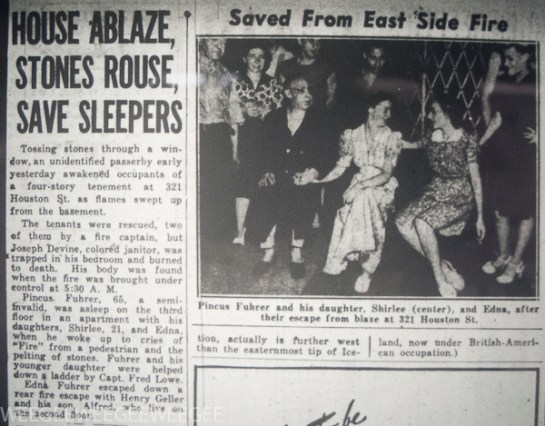 HOUSE ABLAZE,
STONES ROUSE,
SAVE SLEEPERS
Tossing stones through a win-
dow, an unidentified passerby early
yesterday awakened occupants of
a four-story tenement at 321
Houston St. as flames swept up
from the basement.
The tenants were rescued, two
of them by a fire captain, but
Joseph Devine, colored janitor, was
trapped in his bedroom and burned
to death. His body was found
when the fire was brought under
control at 5:30 A. M.
Pincus Fuhrer, 65, a semi-
invalid, was asleep on the third
floor in an apartment with his
daughters, Shirlee, 21, and Edna,
when he woke up to cries of
"Fire" from a pedestrian and the
pelting of stones. Fuhrer and his
younger daughter were helped
down a ladder by Capt. Fred Lowe.
Edna Fuhrer escaped down a
rear fire escape with Henry Geller
and his son, Alfred, who live on
the second floor.
Saved From East Side Fire
Pincus Fuhrer and his daughter, Shirlee (center), and Edna, after
their escape from blaze at 321 Houston St.
tion, actually is further west
than the easternmost tip of Ice-
land, now under British-Ameri-
can occupation.)
be